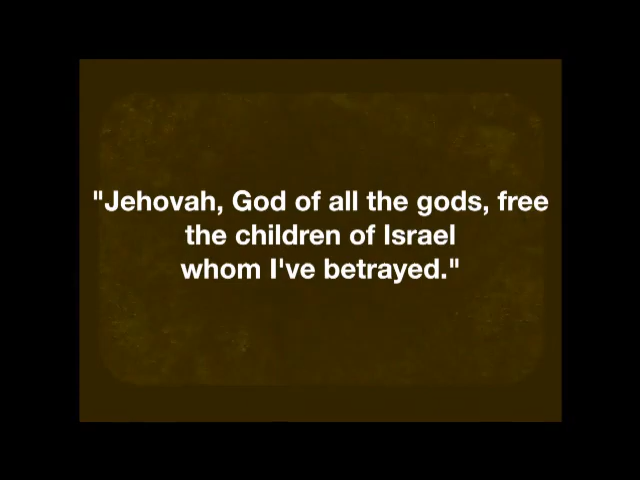 "Jehovah, God of all the gods, free
the children of Israel
whom I've betrayed."